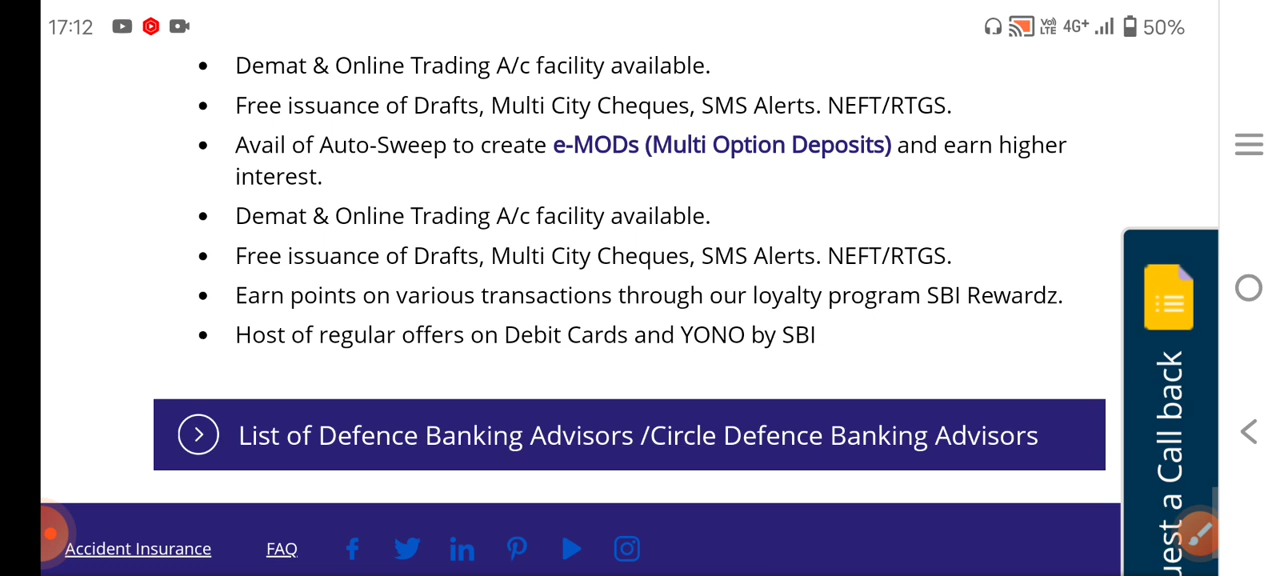 17:12
VoLTE 4G+ 50%
Demat & Online Trading A/c facility available.
Free issuance of Drafts, Multi City Cheques, SMS Alerts. NEFT/RTGS.
Avail of Auto-Sweep to create e-MODs (Multi Option Deposits) and earn higher
interest.
Demat & Online Trading A/c facility available.
Free issuance of Drafts, Multi City Cheques, SMS Alerts. NEFT/RTGS.
Earn points on various transactions through our loyalty program SBI Rewardz.
Host of regular offers on Debit Cards and YONO by SBI
List of Defence Banking Advisors /Circle Defence Banking Advisors
Accident Insurance FAQ
uest a Call back